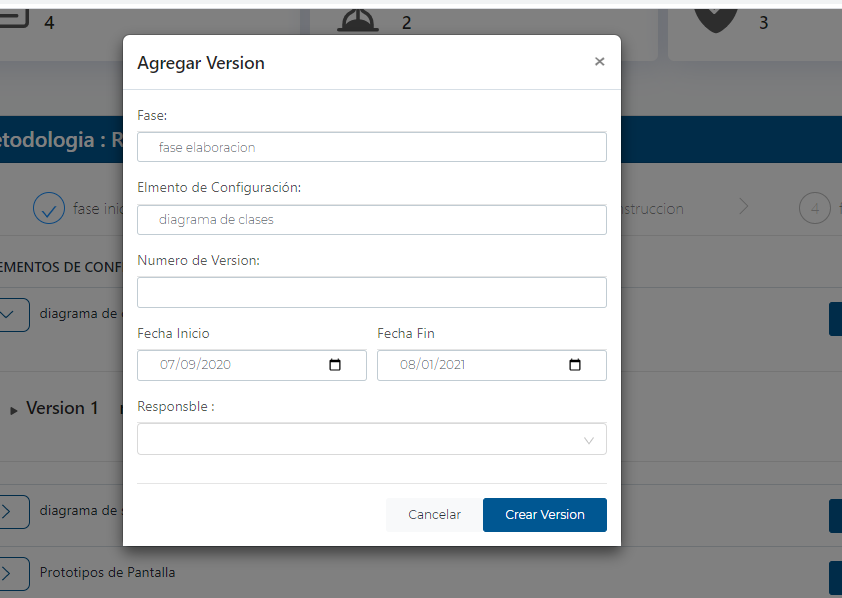 4
2
3
Agregar Version
×
etodologia : R
Fase:
fase elaboracion
fase inic
Elmento de Configuración:
diagrama de clases
struccion
4
f
Numero de Version:
EMENTOS DE CONF
diagrama de
Fecha Inicio
Fecha Fin
07/09/2020
08/01/2021
Version 1
Responsble :
Cancelar
Crear Version
diagrama de s
Prototipos de Pantalla